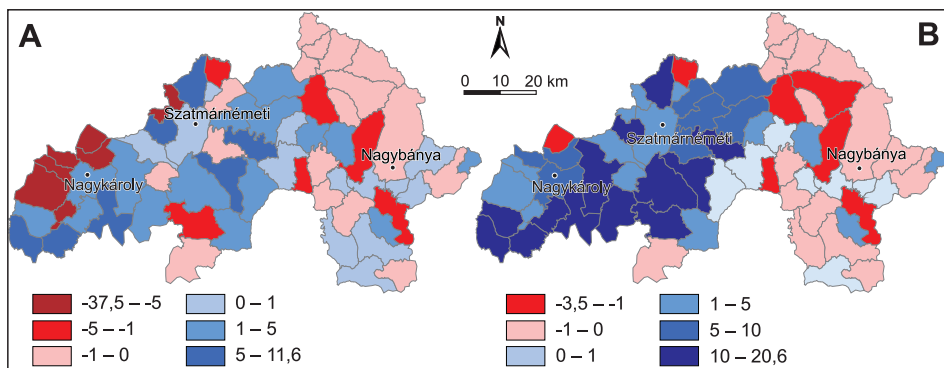 A
N
B
0 10 20 km
Szatmárnémeti
Nagykároly
Nagybánya
Szatmárnémeti
Nagykároly
Nagybánya
-37,5 – -5
-5 – -1
-1 – 0
0 – 1
1 – 5
5 – 11,6
-3,5 – -1
-1 – 0
0 – 1
1 – 5
5 – 10
10 – 20,6